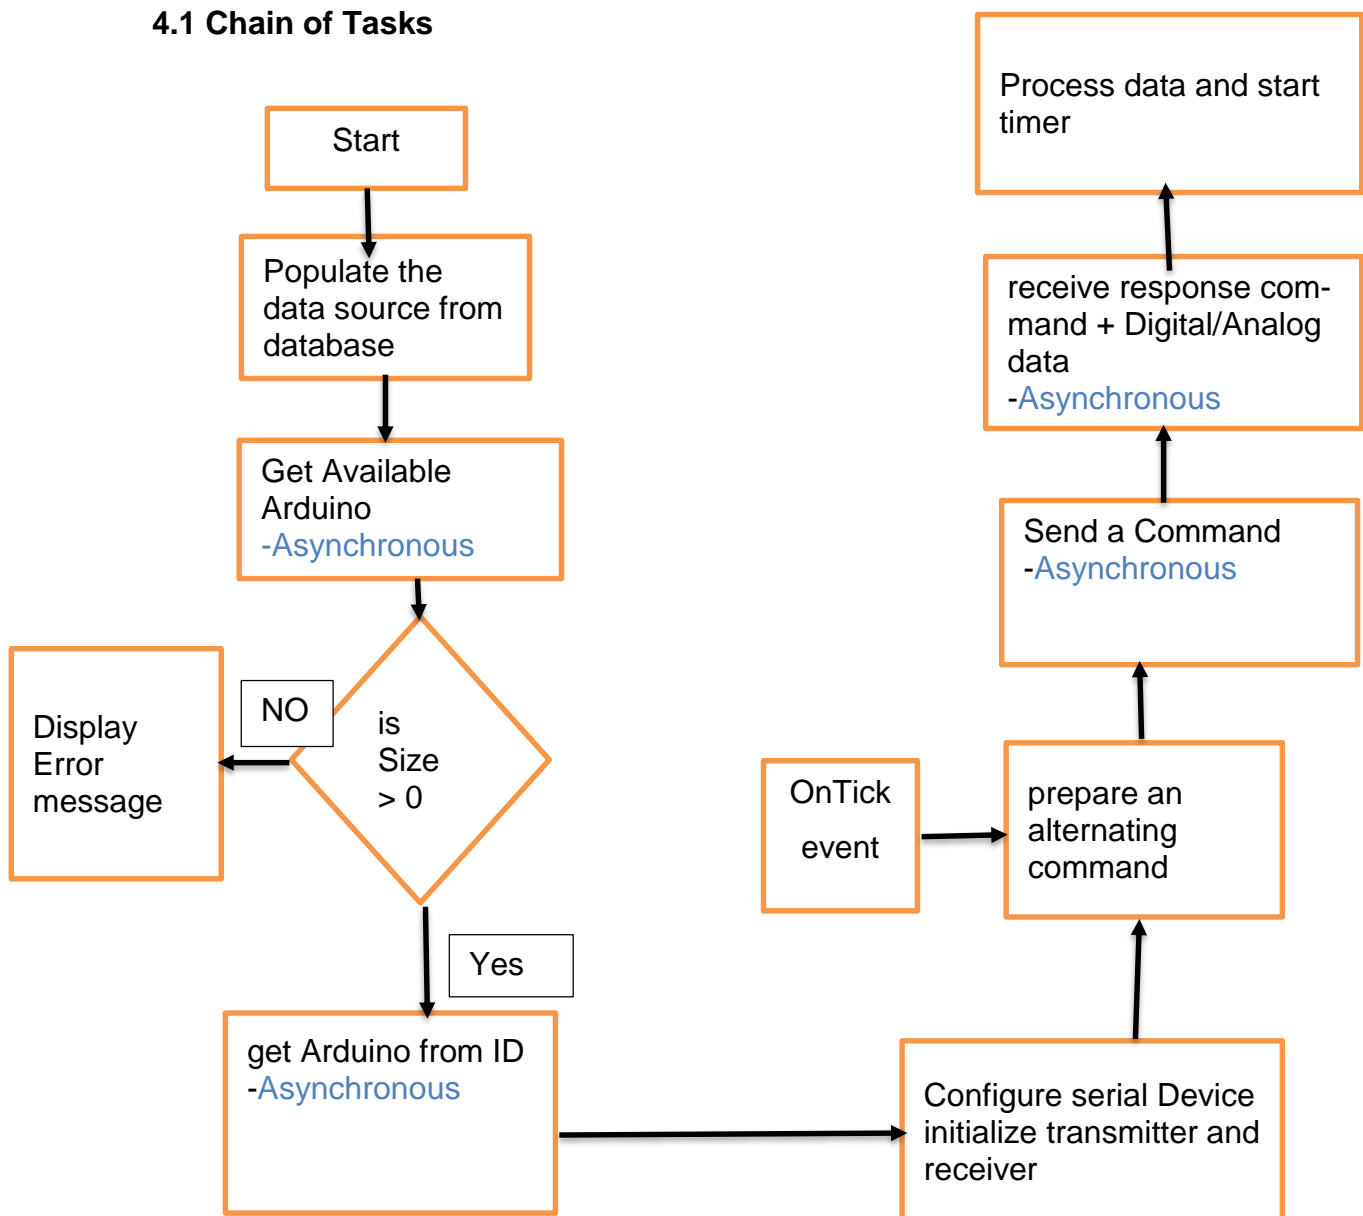 4.1 Chain of Tasks
Start
Populate the
data source from
database
Get Available
Arduino
-Asynchronous
is
Size
> 0
NO
Display
Error
message
Yes
get Arduino from ID
-Asynchronous
Configure serial Device
initialize transmitter and
receiver
OnTick
event
prepare an
alternating
command
Send a Command
-Asynchronous
receive response com-
mand + Digital/Analog
data
-Asynchronous
Process data and start
timer